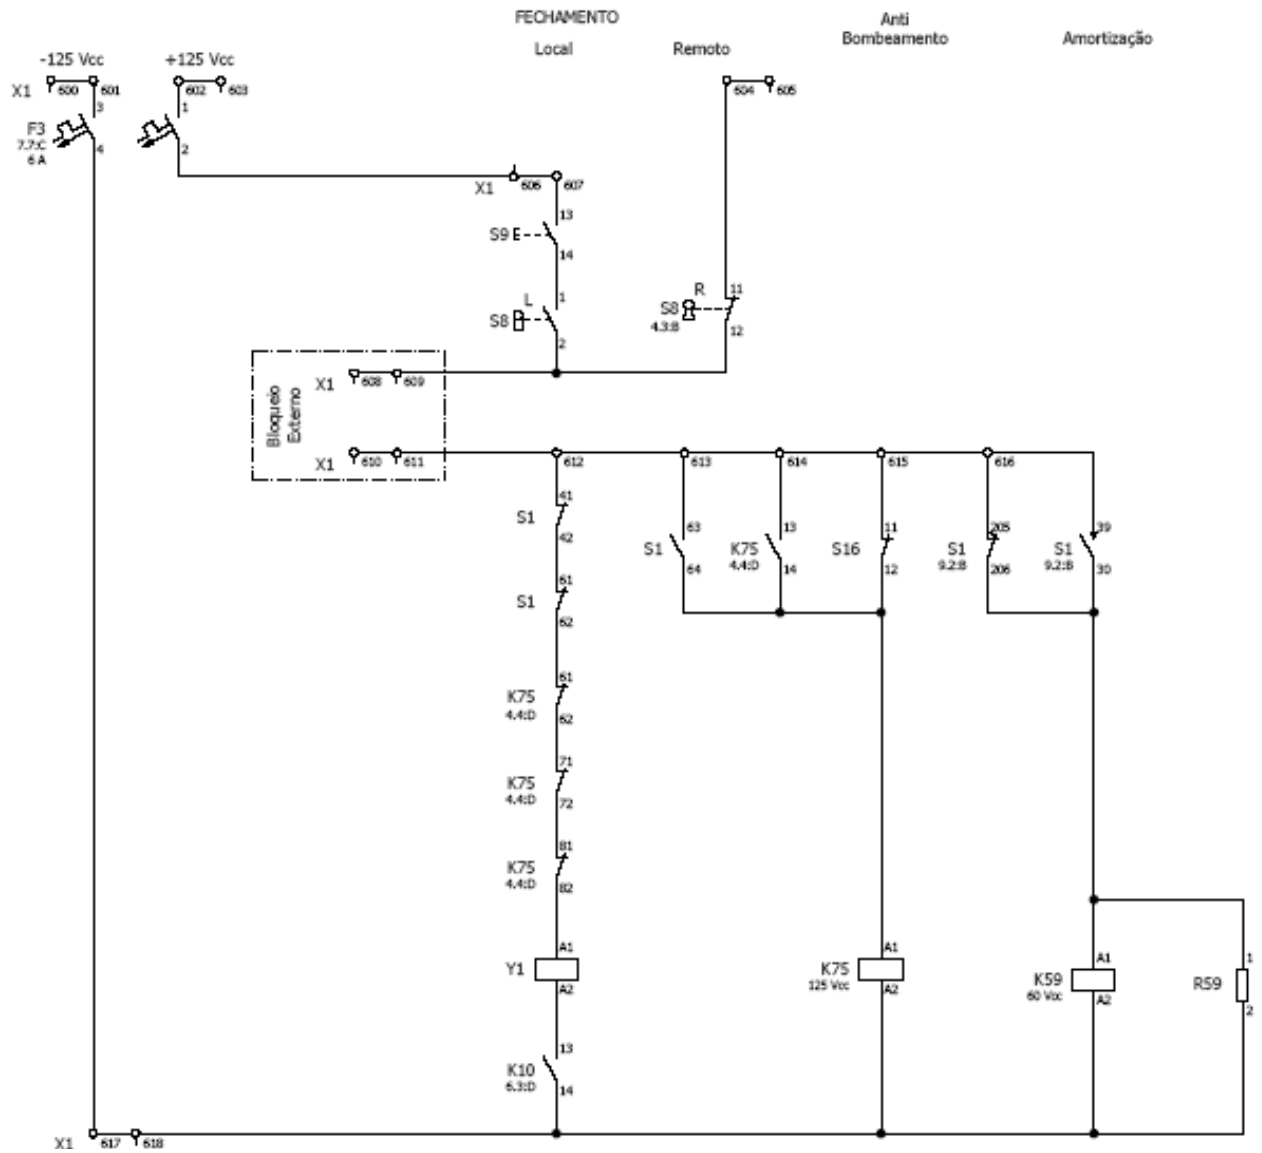 FECHAMENTO
Local
Remoto
Anti
Bombeamento
Amortização
-125 Vcc
+125 Vcc
X1
600
601
602
603
604
605
3
4
1
2
F3
7.7:C
6 A
X1
606
607
13
S9
14
L
1
S8
2
R
11
S8
4.3:B
12
Bloqueio
Externo
X1
608
609
X1
610
611
612
613
614
615
616
41
S1
42
61
S1
62
61
K75
4.4:D
62
71
K75
4.4:D
72
81
K75
4.4:D
82
63
S1
64
13
K75
4.4:D
14
11
S16
12
205
S1
9.2:B
206
39
S1
9.2:B
30
A1
Y1
A2
A1
K75
125 Vcc
A2
A1
K59
60 Vcc
A2
1
R59
2
13
K10
6.3:D
14
X1
617
618